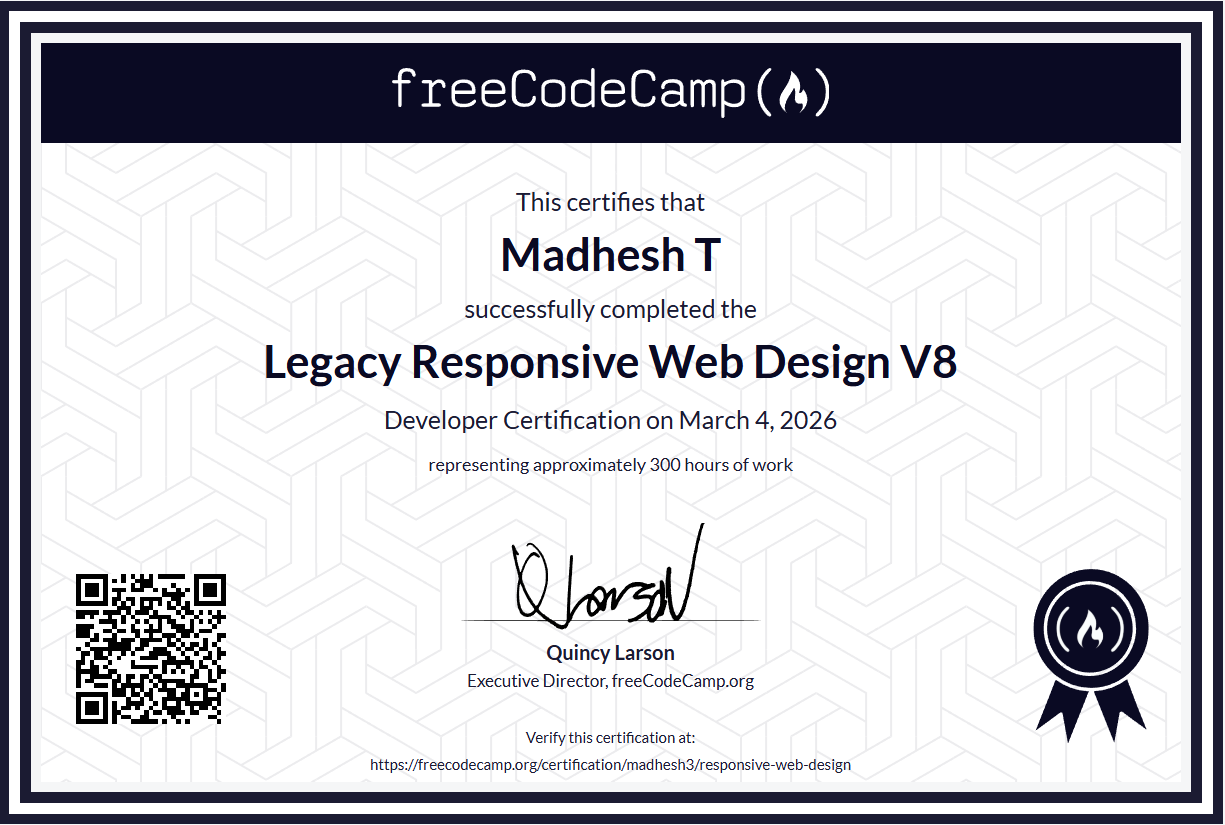 freeCodeCamp
This certifies that
Madhesh T
successfully completed the
Legacy Responsive Web Design V8
Developer Certification on March 4, 2026
representing approximately 300 hours of work
Quincy Larson
Executive Director, freeCodeCamp.org
Verify this certification at:
https://freecodecamp.org/certification/madhesh3/responsive-web-design